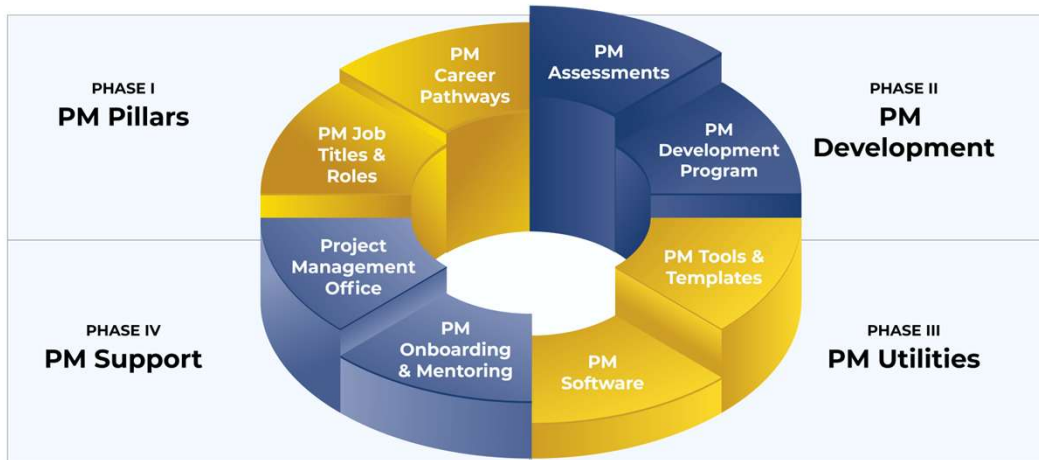 PHASE I
PM Pillars
PM
Career
Pathways
PM Job
Titles &
Roles
PM
Assessments
PM
Development
Program
PHASE II
PM
Development
Project
Management
Office
PM
Onboarding
& Mentoring
PHASE IV
PM Support
PM Tools &
Templates
PM
Software
PHASE III
PM Utilities